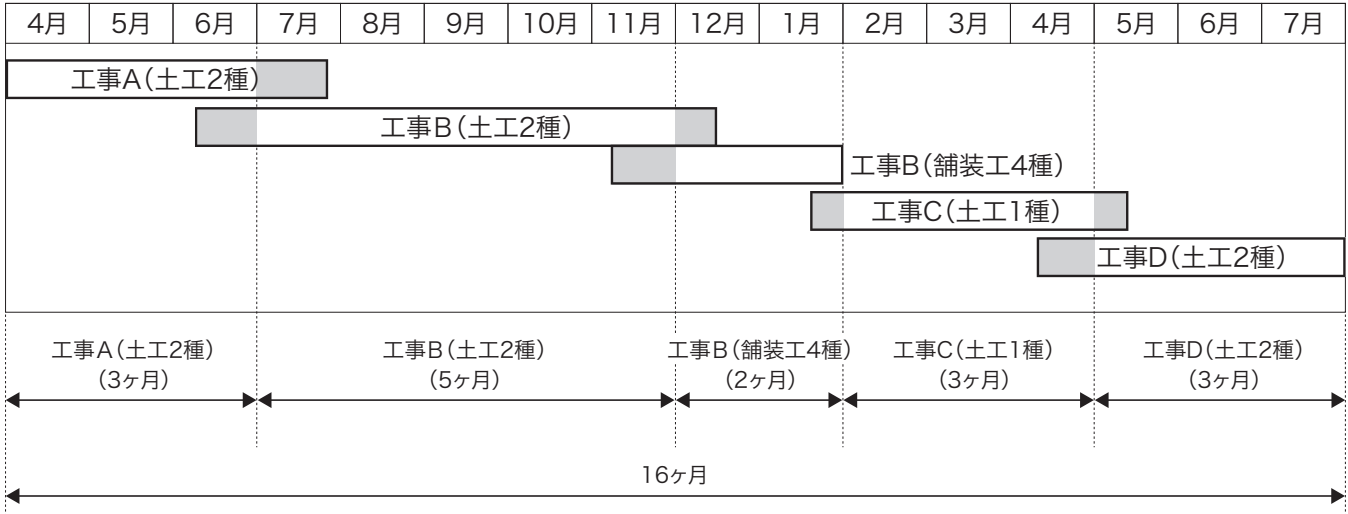 4月 5月 6月 7月 8月 9月 10月 11月 12月 1月 2月 3月 4月 5月 6月 7月
工事A(土工2種)
工事B(土工2種)
工事B(舗装工4種)
工事C(土工1種)
工事D(土工2種)
工事A(土工2種) 工事B(土工2種) 工事B(舗装工4種) 工事C(土工1種) 工事D(土工2種)
(3ヶ月) (5ヶ月) (2ヶ月) (3ヶ月) (3ヶ月)
16ヶ月